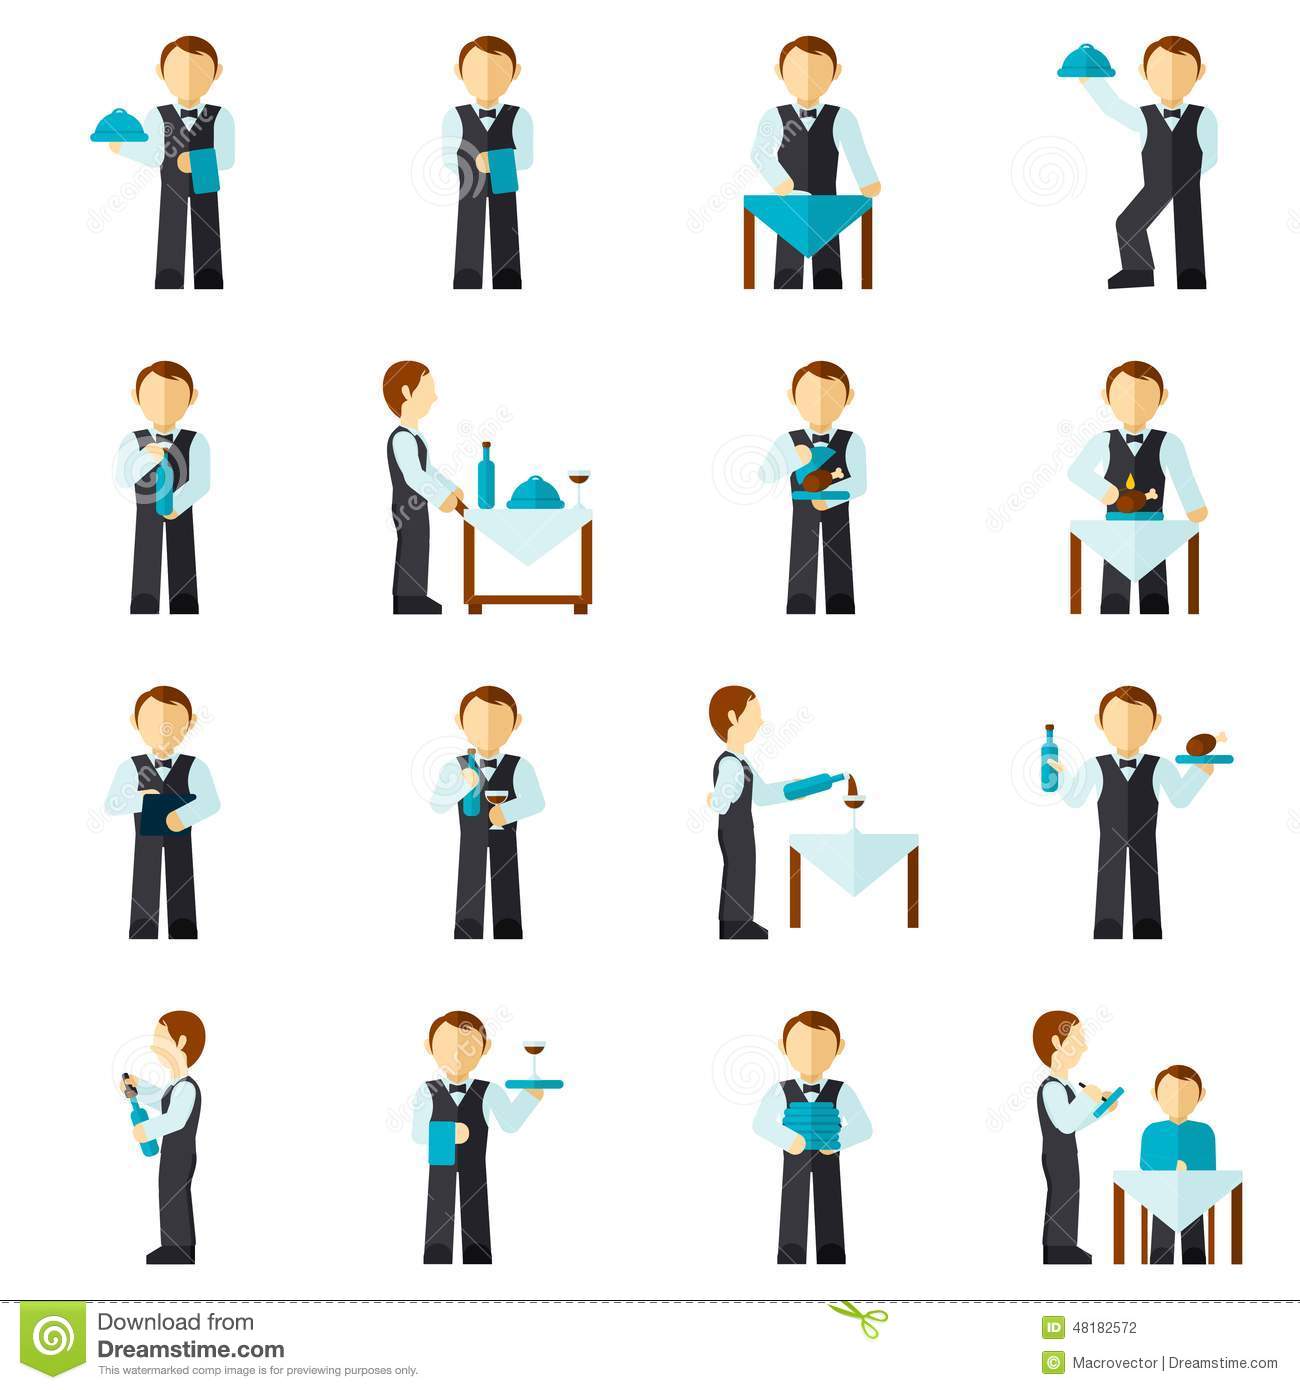 Download from
Dreamstime.com
This watermarked comp image is for previewing purposes only.
ID 48182572
© Macrovector | Dreamstime.com